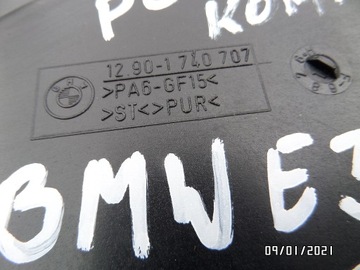 12.90-1 740 707
>PA6-GF15<
>ST<>PUR<
BMW E3
09/01/2021